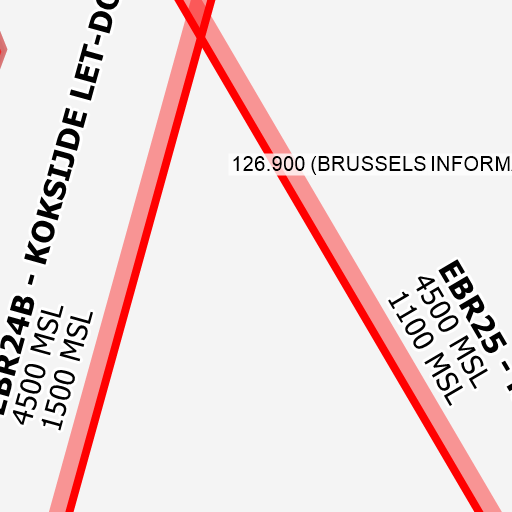 EBR24B - KOKSIJDE LET-DO
4500 MSL
1500 MSL
126.900 (BRUSSELS INFORMA
EBR25 -
4500 MSL
1100 MSL